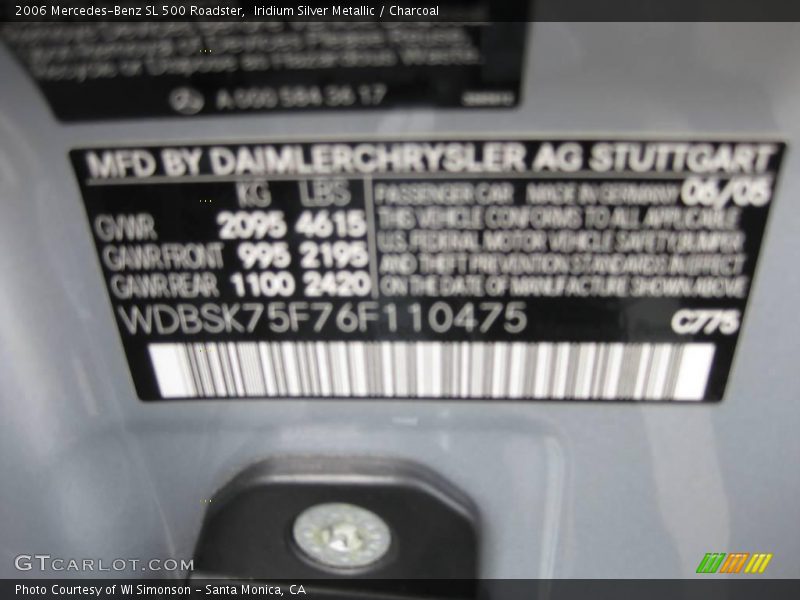 2006 Mercedes-Benz SL 500 Roadster, Iridium Silver Metallic / Charcoal
A 000 584 36 17
MFD BY DAIMLERCHRYSLER AG STUTTGART
KG LBS
GVWR 2095 4615
GAWR FRONT 995 2195
GAWR REAR 1100 2420
PASSENGER CAR MADE IN GERMANY 06/05
THIS VEHICLE CONFORMS TO ALL APPLICABLE
U.S. FEDERAL MOTOR VEHICLE SAFETY BUMPER
AND THEFT PREVENTION STANDARDS IN EFFECT
ON THE DATE OF MANUFACTURE SHOWN ABOVE
WDBSK75F76F110475 C775
GTCARLOT.COM
Photo Courtesy of WI Simonson - Santa Monica, CA